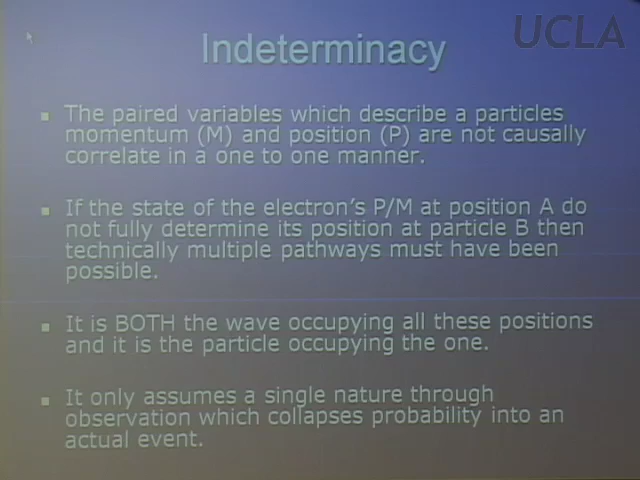 UCLA
Indeterminacy
The paired variables which describe a particles
momentum (M) and position (P) are not causally
correlate in a one to one manner.
If the state of the electron's P/M at position A do
not fully determine its position at particle B then
technically multiple pathways must have been
possible.
It is BOTH the wave occupying all these positions
and it is the particle occupying the one.
It only assumes a single nature through
observation which collapses probability into an
actual event.